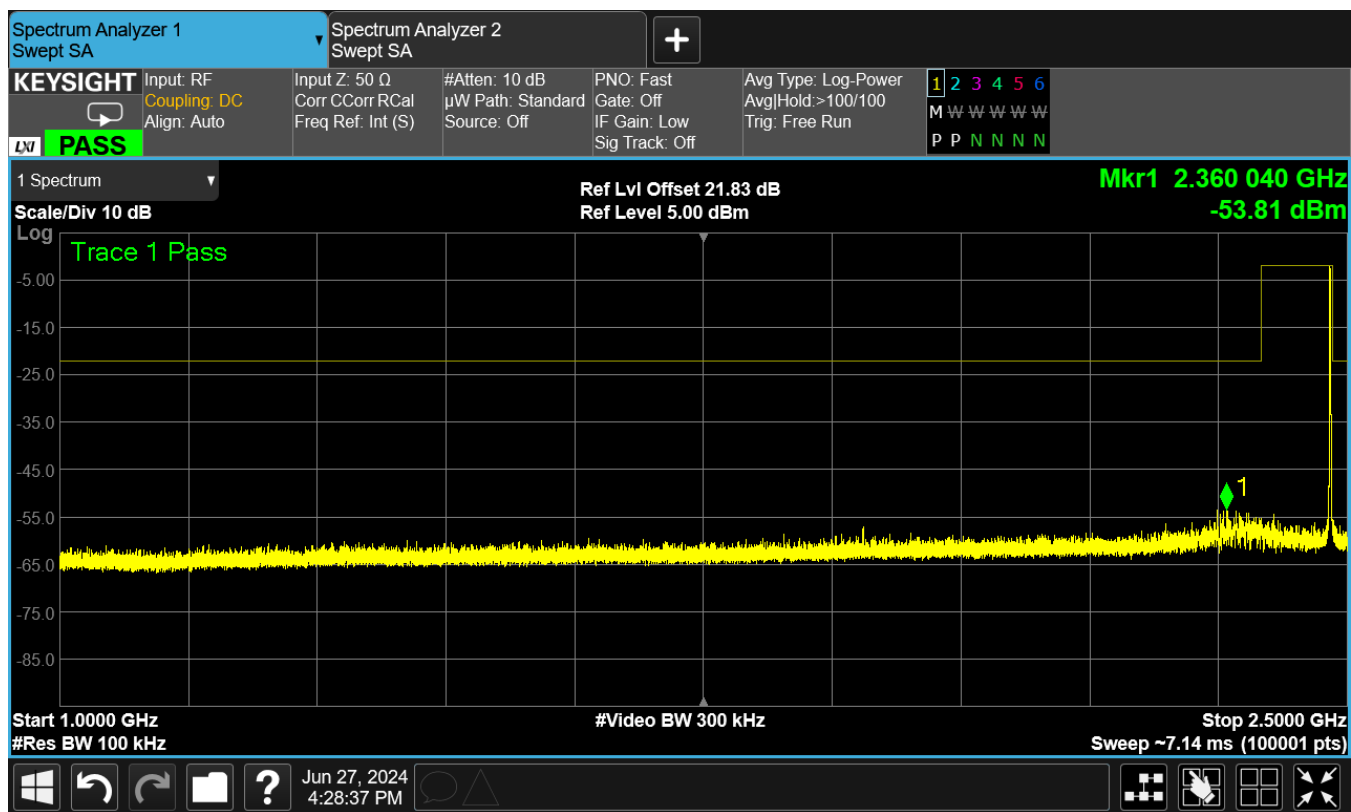 Spectrum Analyzer 1
Swept SA
Spectrum Analyzer 2
Swept SA
KEYSIGHT
LXI PASS
Input: RF
Coupling: DC
Align: Auto
Input Z: 50 Ω
Corr CCorr RCal
Freq Ref: Int (S)
#Atten: 10 dB
µW Path: Standard
Source: Off
PNO: Fast
Gate: Off
IF Gain: Low
Sig Track: Off
Avg Type: Log-Power
Avg|Hold:>100/100
Trig: Free Run
1 2 3 4 5 6
M W W W W W
P P N N N N
1 Spectrum
Scale/Div 10 dB
Ref Lvl Offset 21.83 dB
Ref Level 5.00 dBm
Mkr1 2.360 040 GHz
-53.81 dBm
Log
Trace 1 Pass
-5.00
-15.0
-25.0
-35.0
-45.0
1
-55.0
-65.0
-75.0
-85.0
Start 1.0000 GHz
#Res BW 100 kHz
#Video BW 300 kHz
Stop 2.5000 GHz
Sweep ~7.14 ms (100001 pts)
Jun 27, 2024
4:28:37 PM